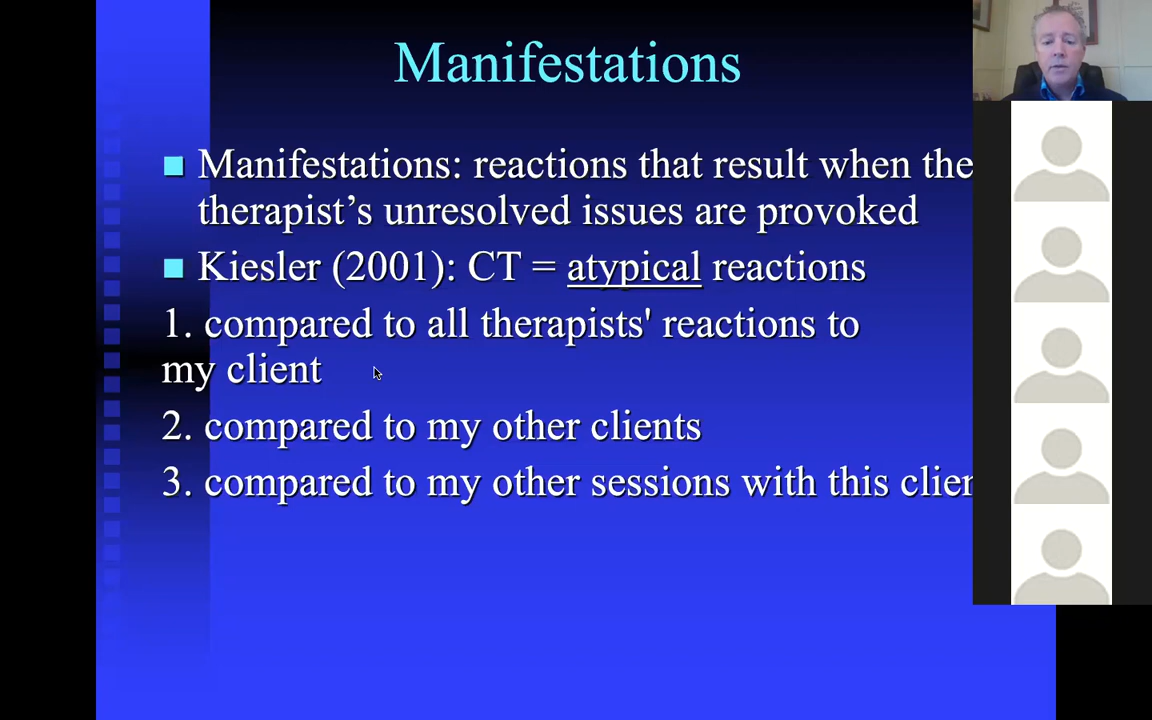 Manifestations
Manifestations: reactions that result when the
therapist's unresolved issues are provoked
Kiesler (2001): CT = atypical reactions
1. compared to all therapists' reactions to
my client
2. compared to my other clients
3. compared to my other sessions with this clien